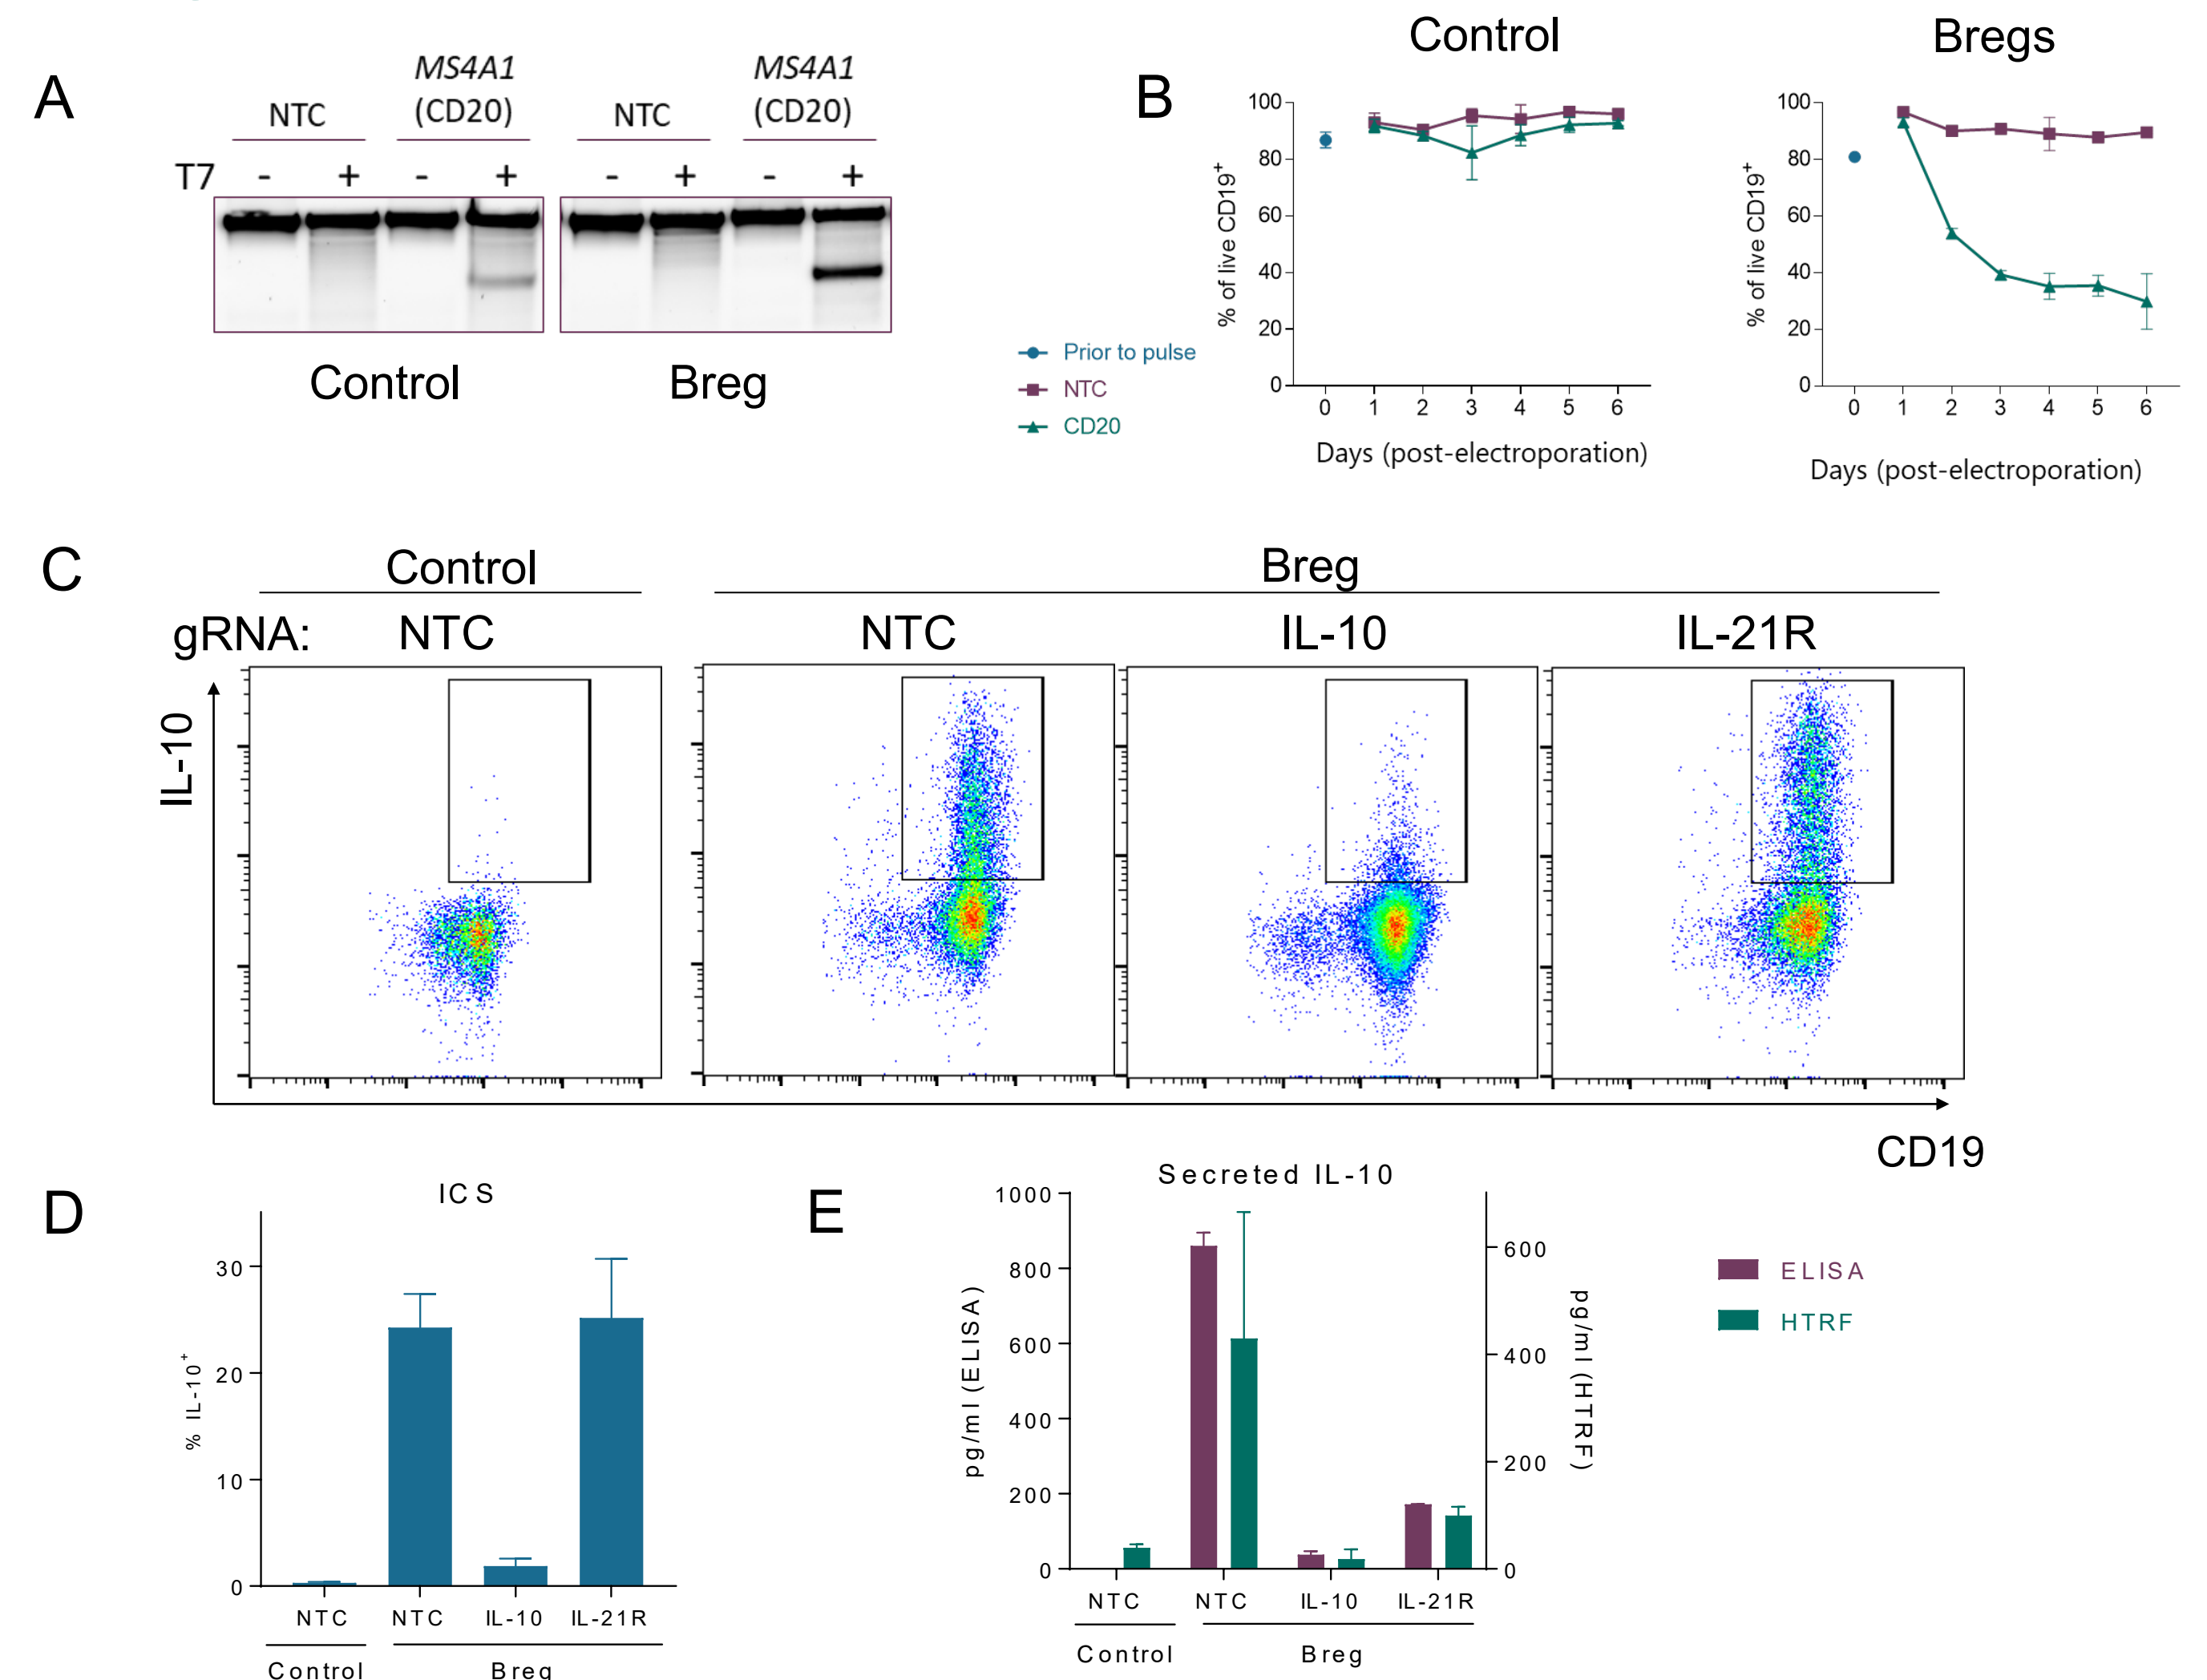 A
NTC
MS4A1
(CD20)
NTC
MS4A1
(CD20)
T7 - + - + - + - +
Control
Breg
B
Control
Bregs
Prior to pulse
NTC
CD20
% of live CD19+
100
80
60
40
20
0
0 1 2 3 4 5 6
Days (post-electroporation)
% of live CD19+
100
80
60
40
20
0
0 1 2 3 4 5 6
Days (post-electroporation)
C
Control
Breg
gRNA: NTC NTC IL-10 IL-21R
IL-10
CD19
D
ICS
% IL-10+
30
20
10
0
NTC NTC IL-10 IL-21R
Control Breg
E
Secreted IL-10
pg/ml (ELISA)
1000
800
600
400
200
0
600
400
200
0
pg/ml (HTRF)
NTC NTC IL-10 IL-21R
Control Breg
ELISA
HTRF